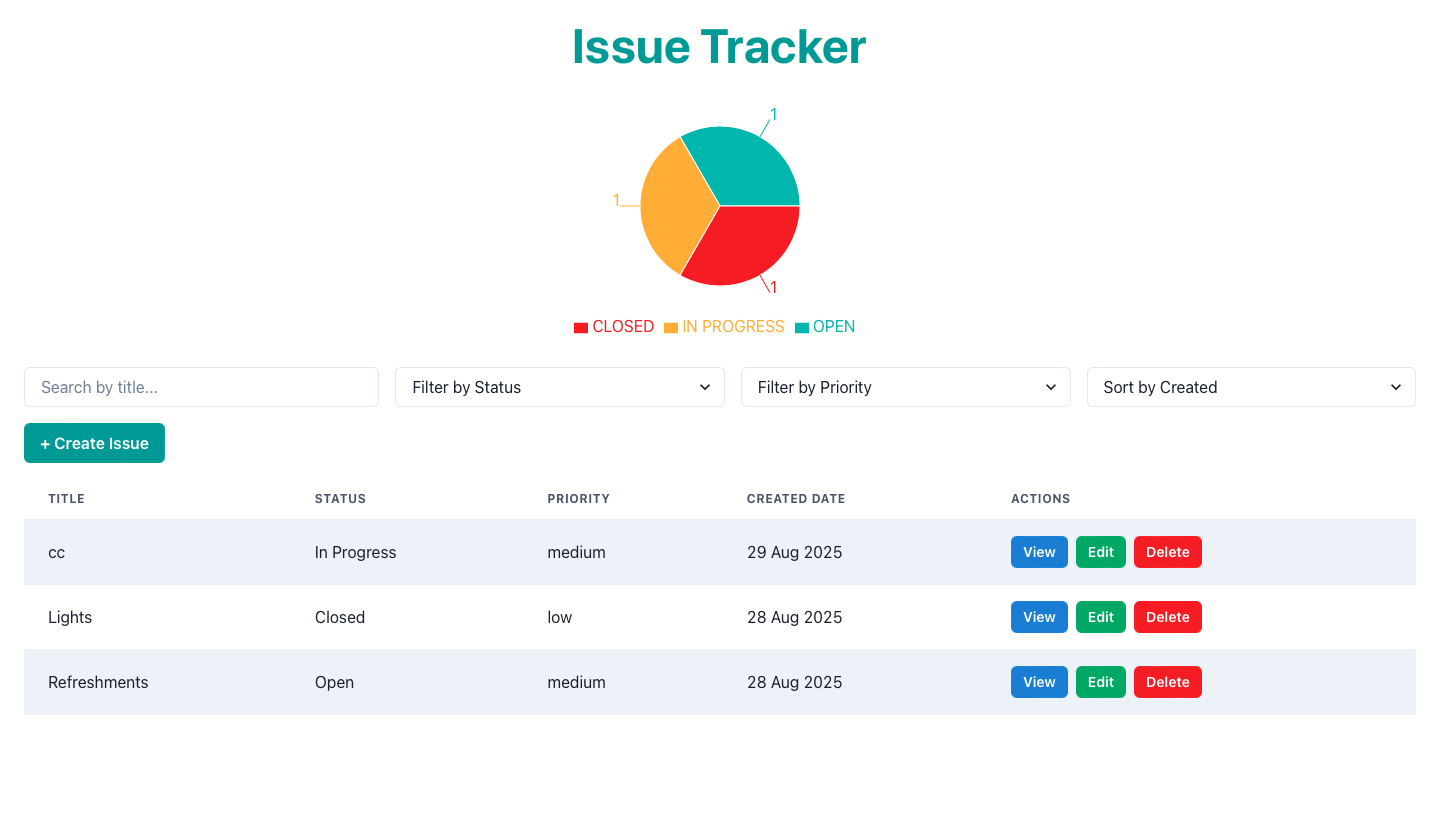 Issue Tracker
1
1
1
CLOSED IN PROGRESS OPEN
Search by title... Filter by Status Filter by Priority Sort by Created
+ Create Issue
TITLE STATUS PRIORITY CREATED DATE ACTIONS
cc In Progress medium 29 Aug 2025 View Edit Delete
Lights Closed low 28 Aug 2025 View Edit Delete
Refreshments Open medium 28 Aug 2025 View Edit Delete